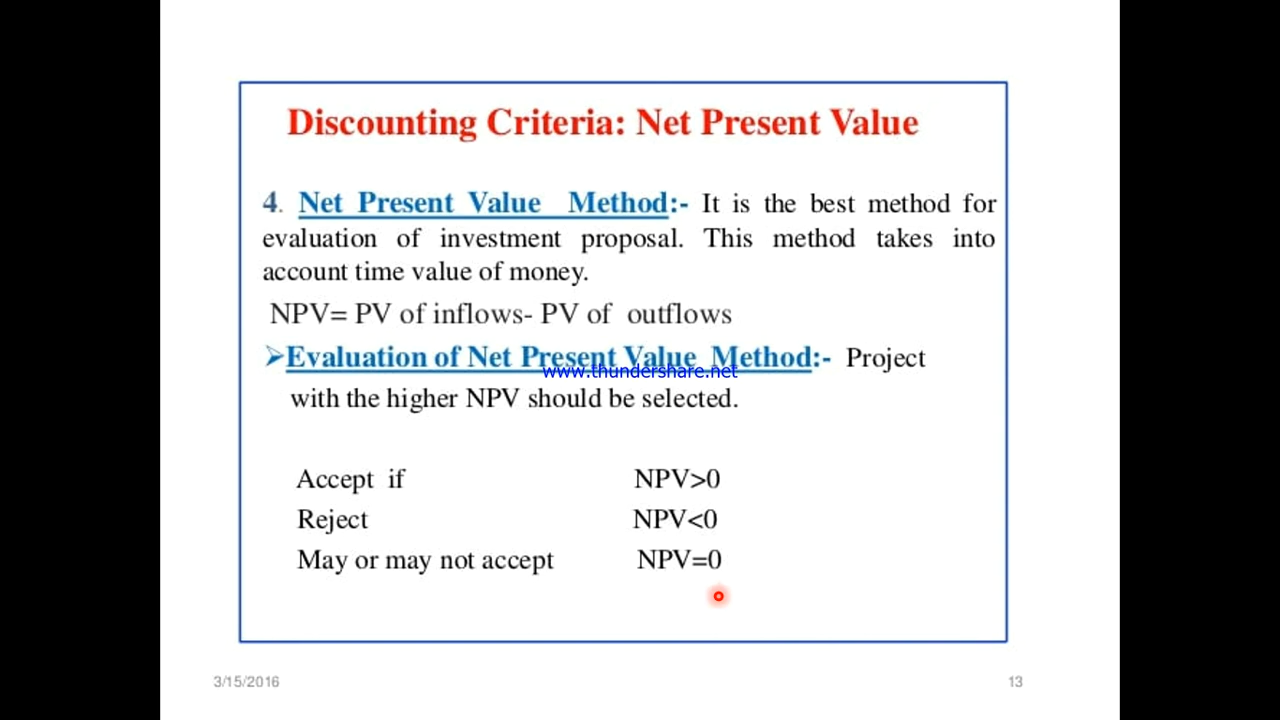 Discounting Criteria: Net Present Value
4. Net Present Value Method:- It is the best method for
evaluation of investment proposal. This method takes into
account time value of money.
NPV= PV of inflows- PV of outflows
➢Evaluation of Net Present Value Method:- Project
www.thundershare.net
with the higher NPV should be selected.
Accept if NPV>0
Reject NPV<0
May or may not accept NPV=0
3/15/2016 13